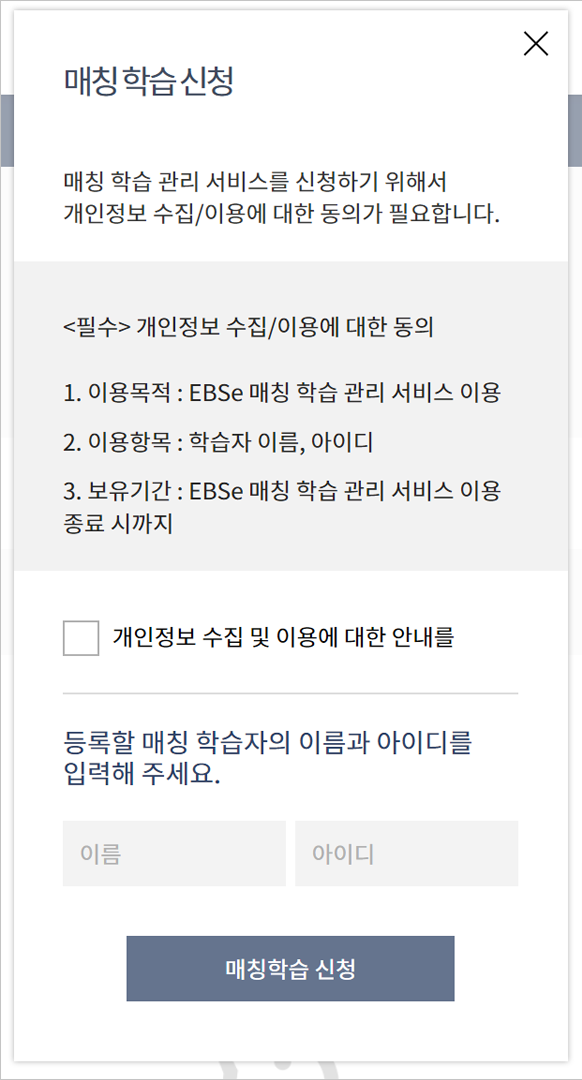 매칭 학습 신청
매칭 학습 관리 서비스를 신청하기 위해서
개인정보 수집/이용에 대한 동의가 필요합니다.
<필수> 개인정보 수집/이용에 대한 동의
1. 이용목적 : EBSe 매칭 학습 관리 서비스 이용
2. 이용항목 : 학습자 이름, 아이디
3. 보유기간 : EBSe 매칭 학습 관리 서비스 이용
종료 시까지
개인정보 수집 및 이용에 대한 안내를
등록할 매칭 학습자의 이름과 아이디를
입력해 주세요.
이름
아이디
매칭학습 신청